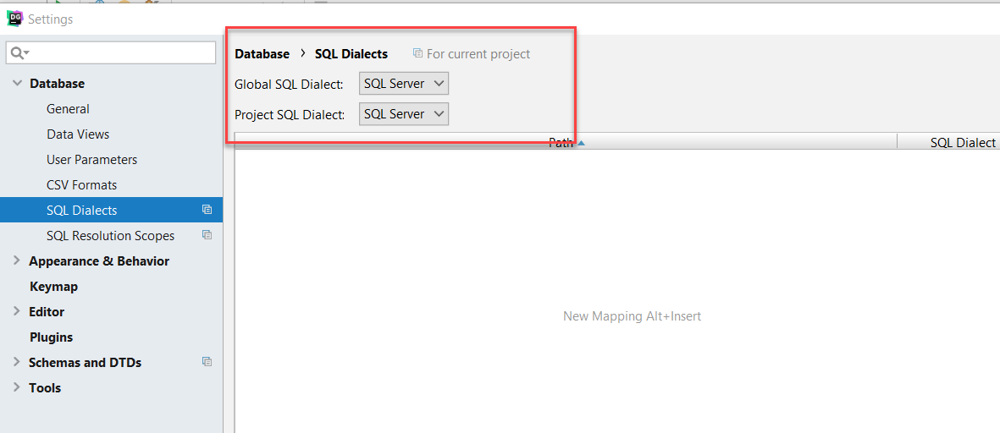 DG
Settings
Database
General
Data Views
User Parameters
CSV Formats
SQL Dialects
SQL Resolution Scopes
Appearance & Behavior
Keymap
Editor
Plugins
Schemas and DTDs
Tools
Database > SQL Dialects For current project
Global SQL Dialect: SQL Server
Project SQL Dialect: SQL Server
Path SQL Dialect
New Mapping Alt+Insert